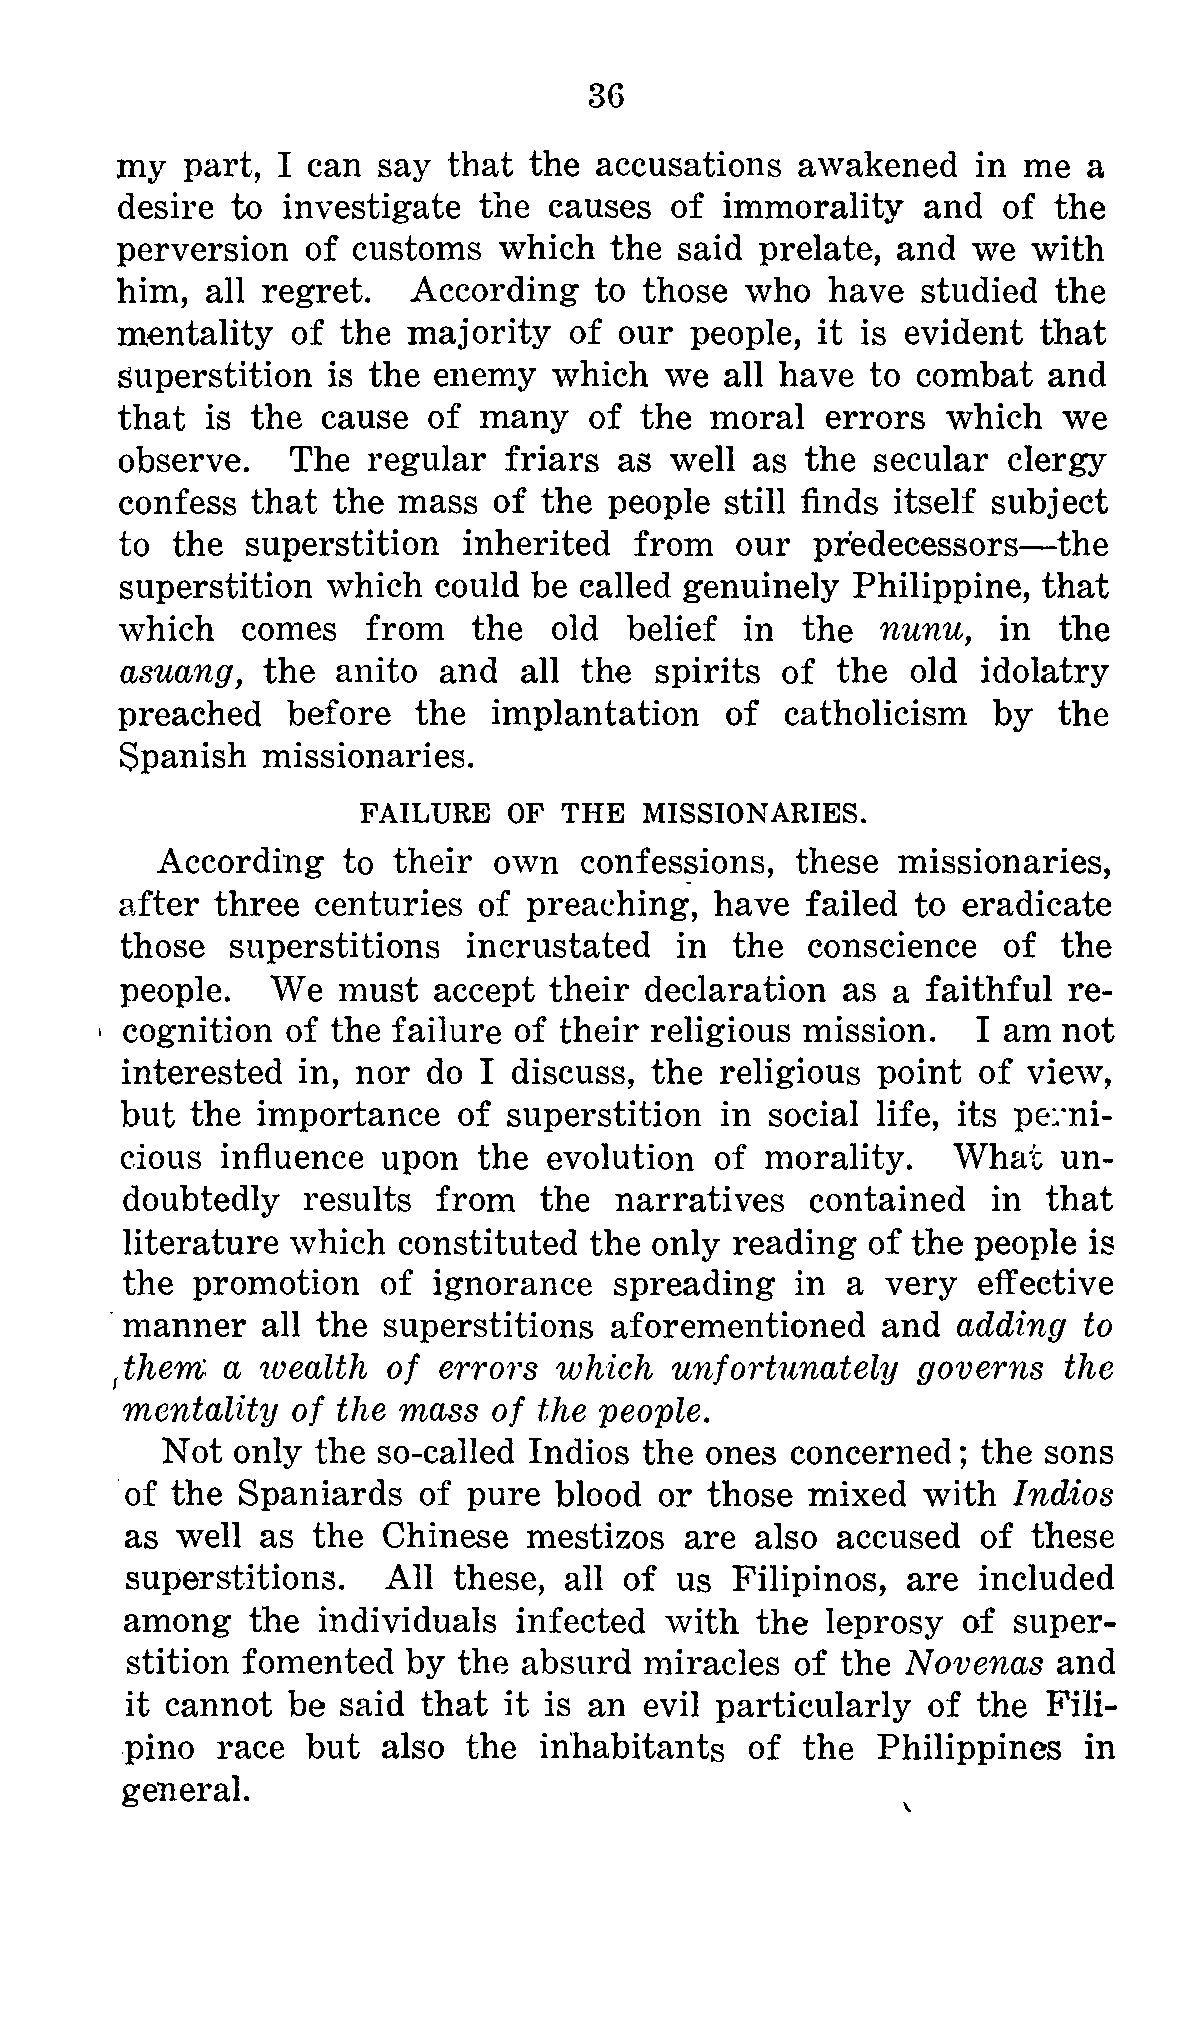 36
my part, I can say that the accusations awakened in me a
desire to investigate the causes of immorality and of the
perversion of customs which the said prelate, and we with
him, all regret. According to those who have studied the
mentality of the majority of our people, it is evident that
superstition is the enemy which we all have to combat and
that is the cause of many of the moral errors which we
observe. The regular friars as well as the secular clergy
confess that the mass of the people still finds itself subject
to the superstition inherited from our predecessors—the
superstition which could be called genuinely Philippine, that
which comes from the old belief in the nunu, in the
asuang, the anito and all the spirits of the old idolatry
preached before the implantation of catholicism by the
Spanish missionaries.
FAILURE OF THE MISSIONARIES.
According to their own confessions, these missionaries,
after three centuries of preaching, have failed to eradicate
those superstitions incrustated in the conscience of the
people. We must accept their declaration as a faithful re-
cognition of the failure of their religious mission. I am not
interested in, nor do I discuss, the religious point of view,
but the importance of superstition in social life, its perni-
cious influence upon the evolution of morality. What un-
doubtedly results from the narratives contained in that
literature which constituted the only reading of the people is
the promotion of ignorance spreading in a very effective
manner all the superstitions aforementioned and adding to
them a wealth of errors which unfortunately governs the
mentality of the mass of the people.
Not only the so-called Indios the ones concerned; the sons
of the Spaniards of pure blood or those mixed with Indios
as well as the Chinese mestizos are also accused of these
superstitions. All these, all of us Filipinos, are included
among the individuals infected with the leprosy of super-
stition fomented by the absurd miracles of the Novenas and
it cannot be said that it is an evil particularly of the Fili-
pino race but also the inhabitants of the Philippines in
general.